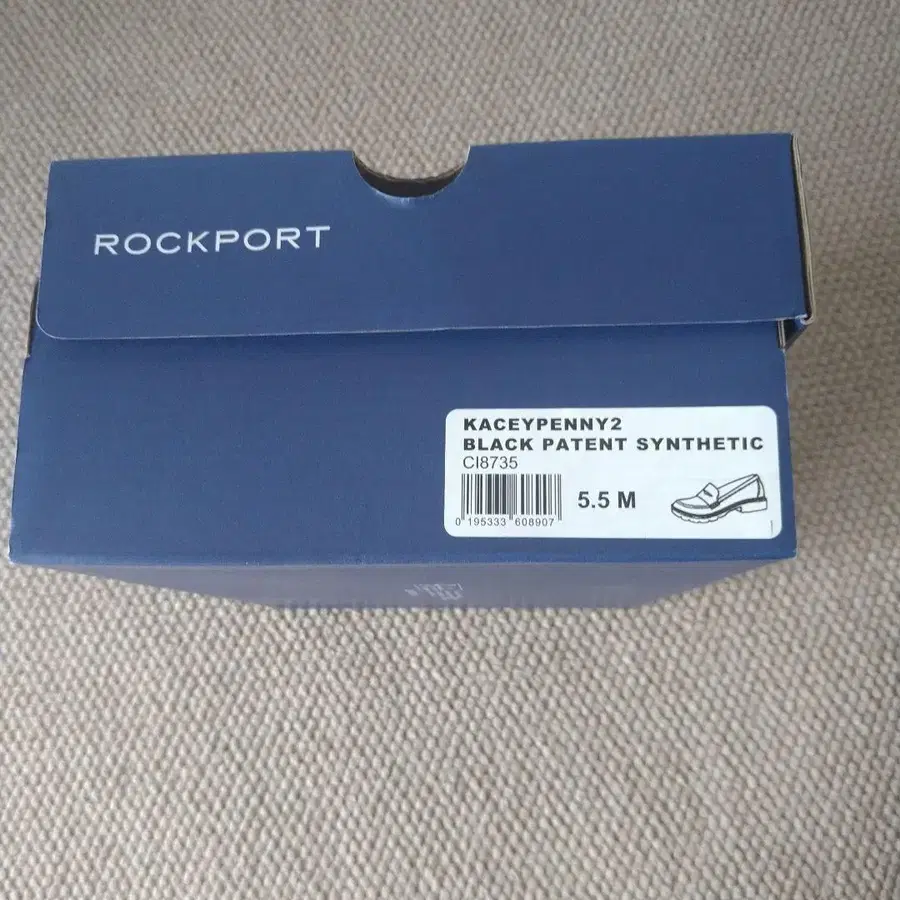 ROCKPORT
KACEYPENNY2
BLACK PATENT SYNTHETIC
CI8735
5.5 M
0 195333 608907